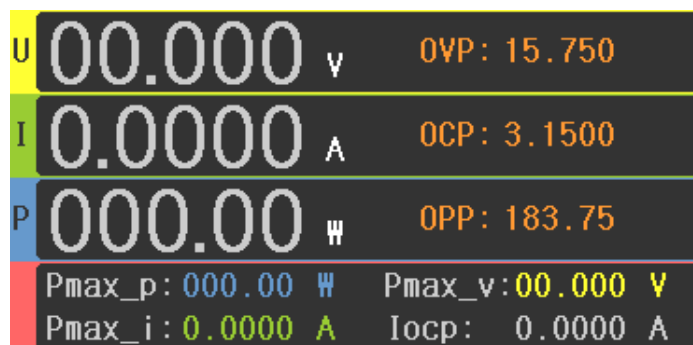 U 00.000 V OVP: 15.750
I 0.0000 A OCP: 3.1500
P 000.00 W OPP: 183.75
Pmax_p: 000.00 W Pmax_v: 00.000 V
Pmax_i: 0.0000 A Iocp: 0.0000 A